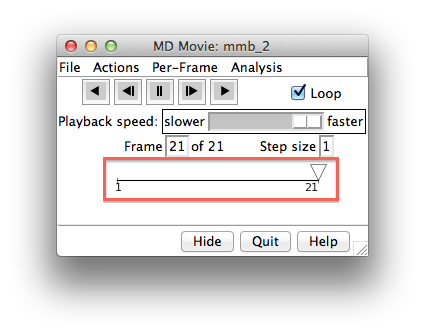 MD Movie: mmb_2
File Actions Per-Frame Analysis
Loop
Playback speed: slower faster
Frame 21 of 21 Step size 1
1 21
Hide Quit Help